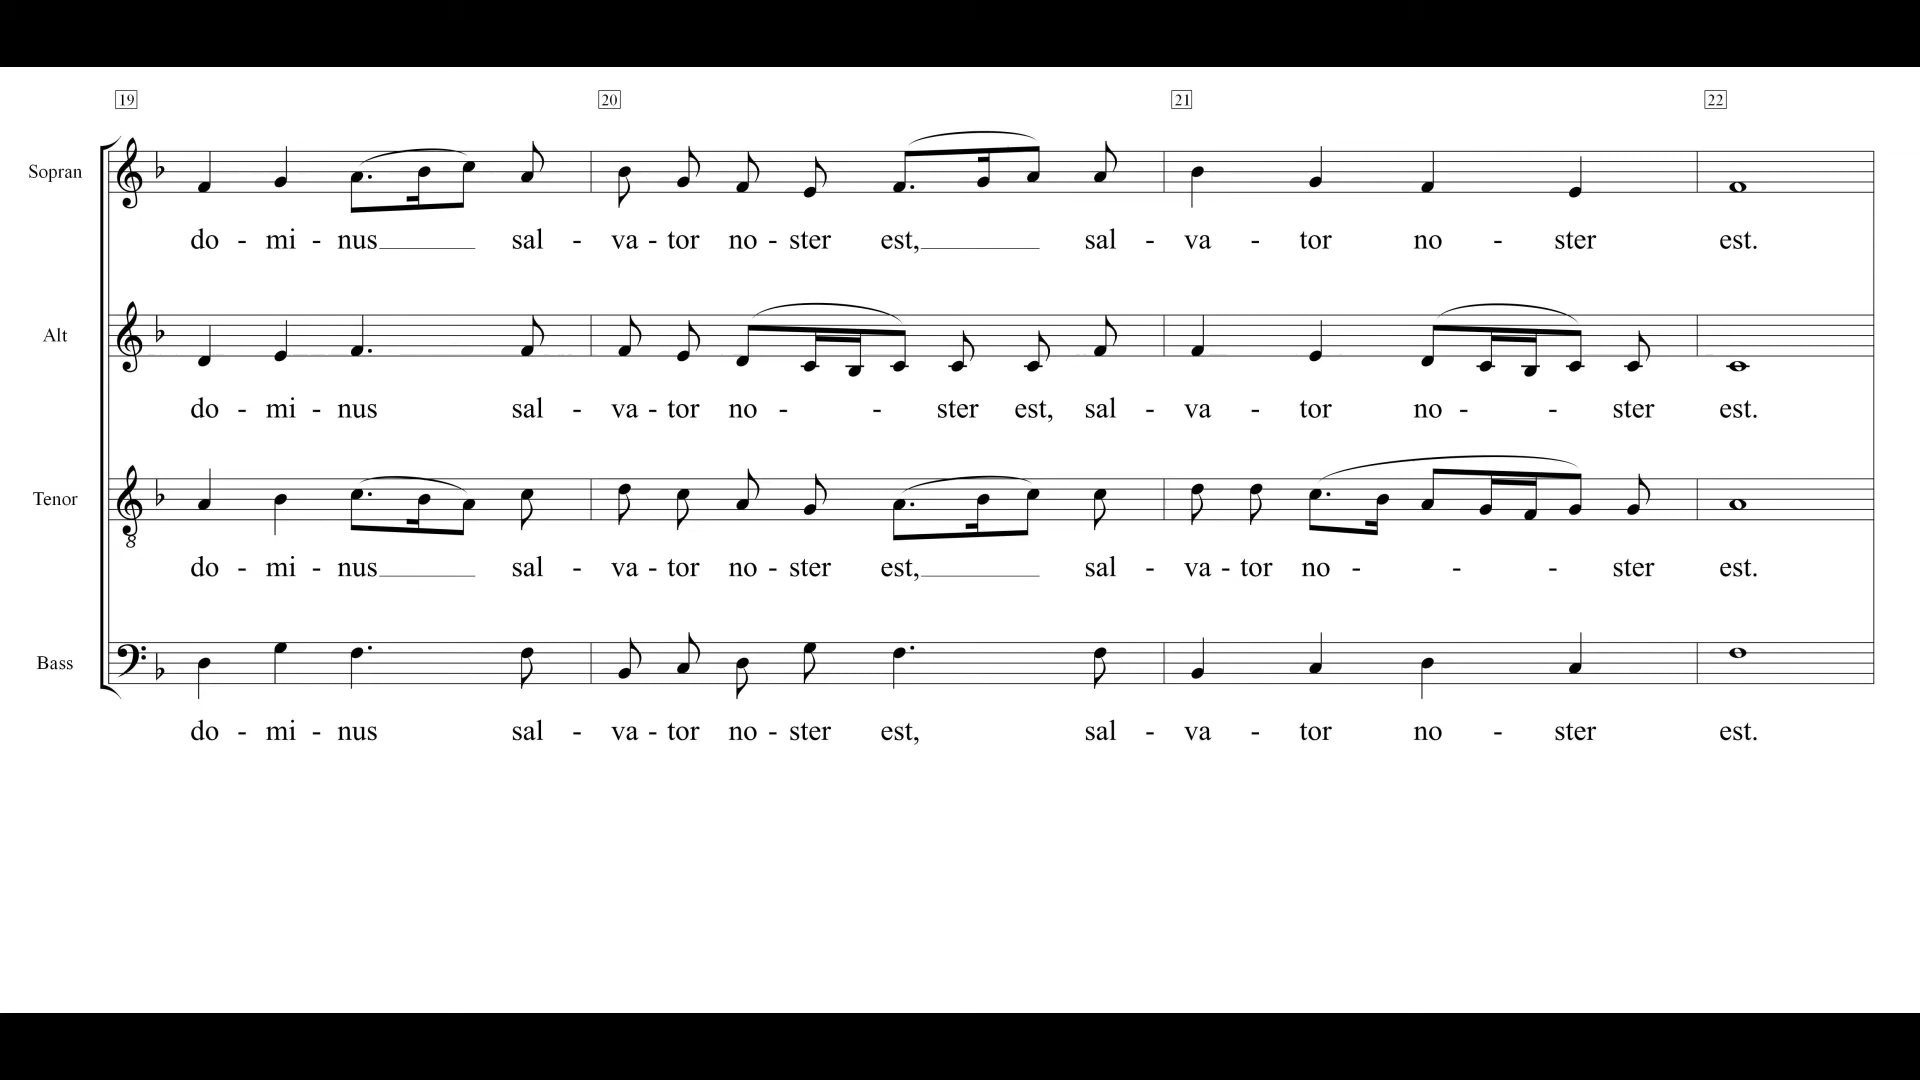 19 20 21 22
Sopran
do - mi - nus sal - va - tor no - ster est, sal - va - tor no - ster est.
Alt
do - mi - nus sal - va - tor no - - ster est, sal - va - tor no - - ster est.
Tenor
8
do - mi - nus sal - va - tor no - ster est, sal - va - tor no - - - ster est.
Bass
do - mi - nus sal - va - tor no - ster est, sal - va - tor no - ster est.